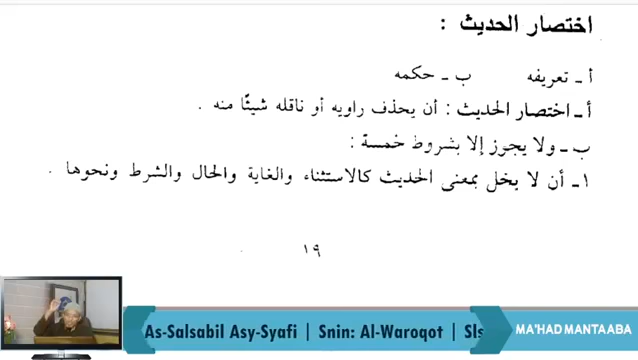 اختصار الحديث :
أ ـ تعريفه ب ـ حكمه
أ ـ اختصار الحديث : أن يحذف راويه أو ناقله شيئًا منه .
ب ـ ولا يجوز إلا بشروط خمسة :
١ ـ أن لا يخل بمعنى الحديث كالاستثناء والغاية والحال والشرط ونحوها .
١٩
As-Salsabil Asy-Syafi | Snin: Al-Waroqot | Sls
MA'HAD MANTAABA